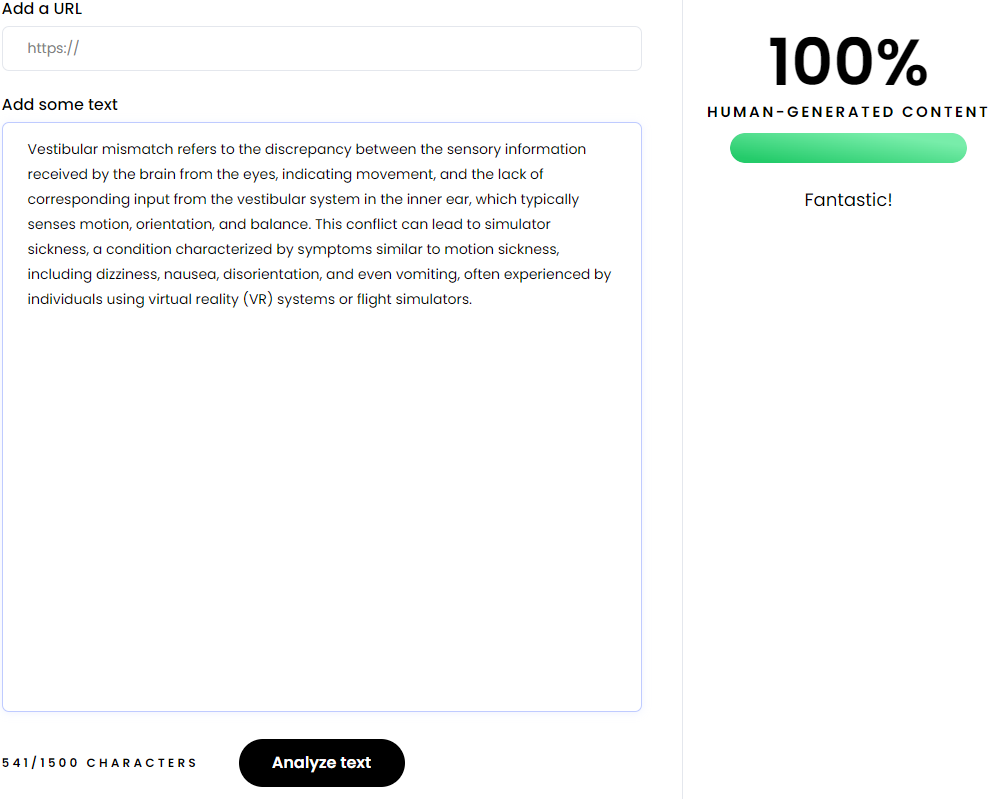 Add a URL
https://
Add some text
Vestibular mismatch refers to the discrepancy between the sensory information
received by the brain from the eyes, indicating movement, and the lack of
corresponding input from the vestibular system in the inner ear, which typically
senses motion, orientation, and balance. This conflict can lead to simulator
sickness, a condition characterized by symptoms similar to motion sickness,
including dizziness, nausea, disorientation, and even vomiting, often experienced by
individuals using virtual reality (VR) systems or flight simulators.
541/1500 CHARACTERS
Analyze text
100%
HUMAN-GENERATED CONTENT
Fantastic!